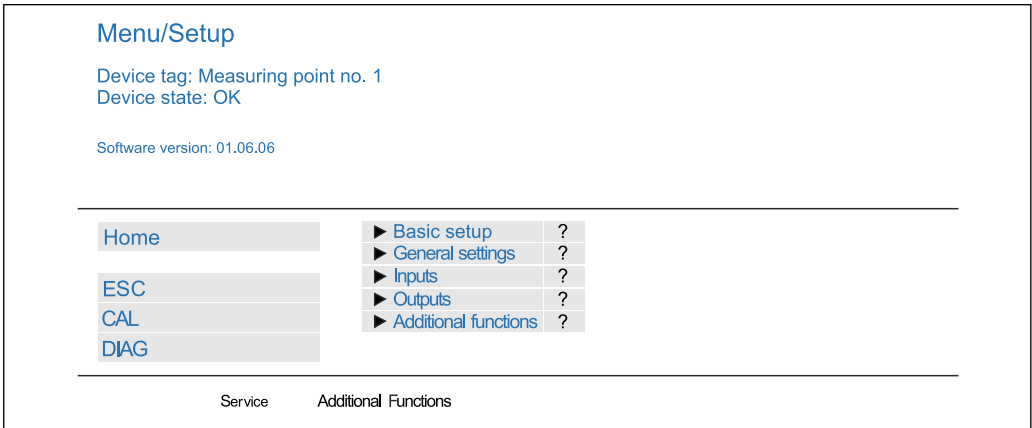 Menu/Setup
Device tag: Measuring point no. 1
Device state: OK
Software version: 01.06.06
Home
ESC
CAL
DIAG
► Basic setup ?
► General settings ?
► Inputs ?
► Outputs ?
► Additional functions ?
Service Additional Functions